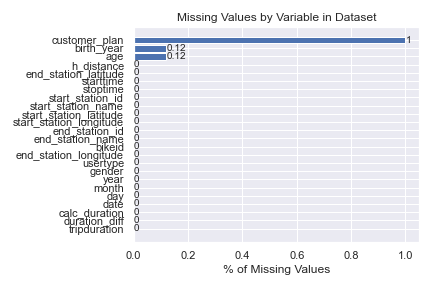 Missing Values by Variable in Dataset
customer_plan 1
birth_year 0.12
age 0.12
h_distance 0
end_station_latitude 0
starttime 0
stoptime 0
start_station_id 0
start_station_name 0
start_station_latitude 0
start_station_longitude 0
end_station_id 0
end_station_name 0
bikeid 0
end_station_longitude 0
usertype 0
gender 0
year 0
month 0
day 0
date 0
calc_duration 0
duration_diff 0
tripduration 0
0.0 0.2 0.4 0.6 0.8 1.0
% of Missing Values